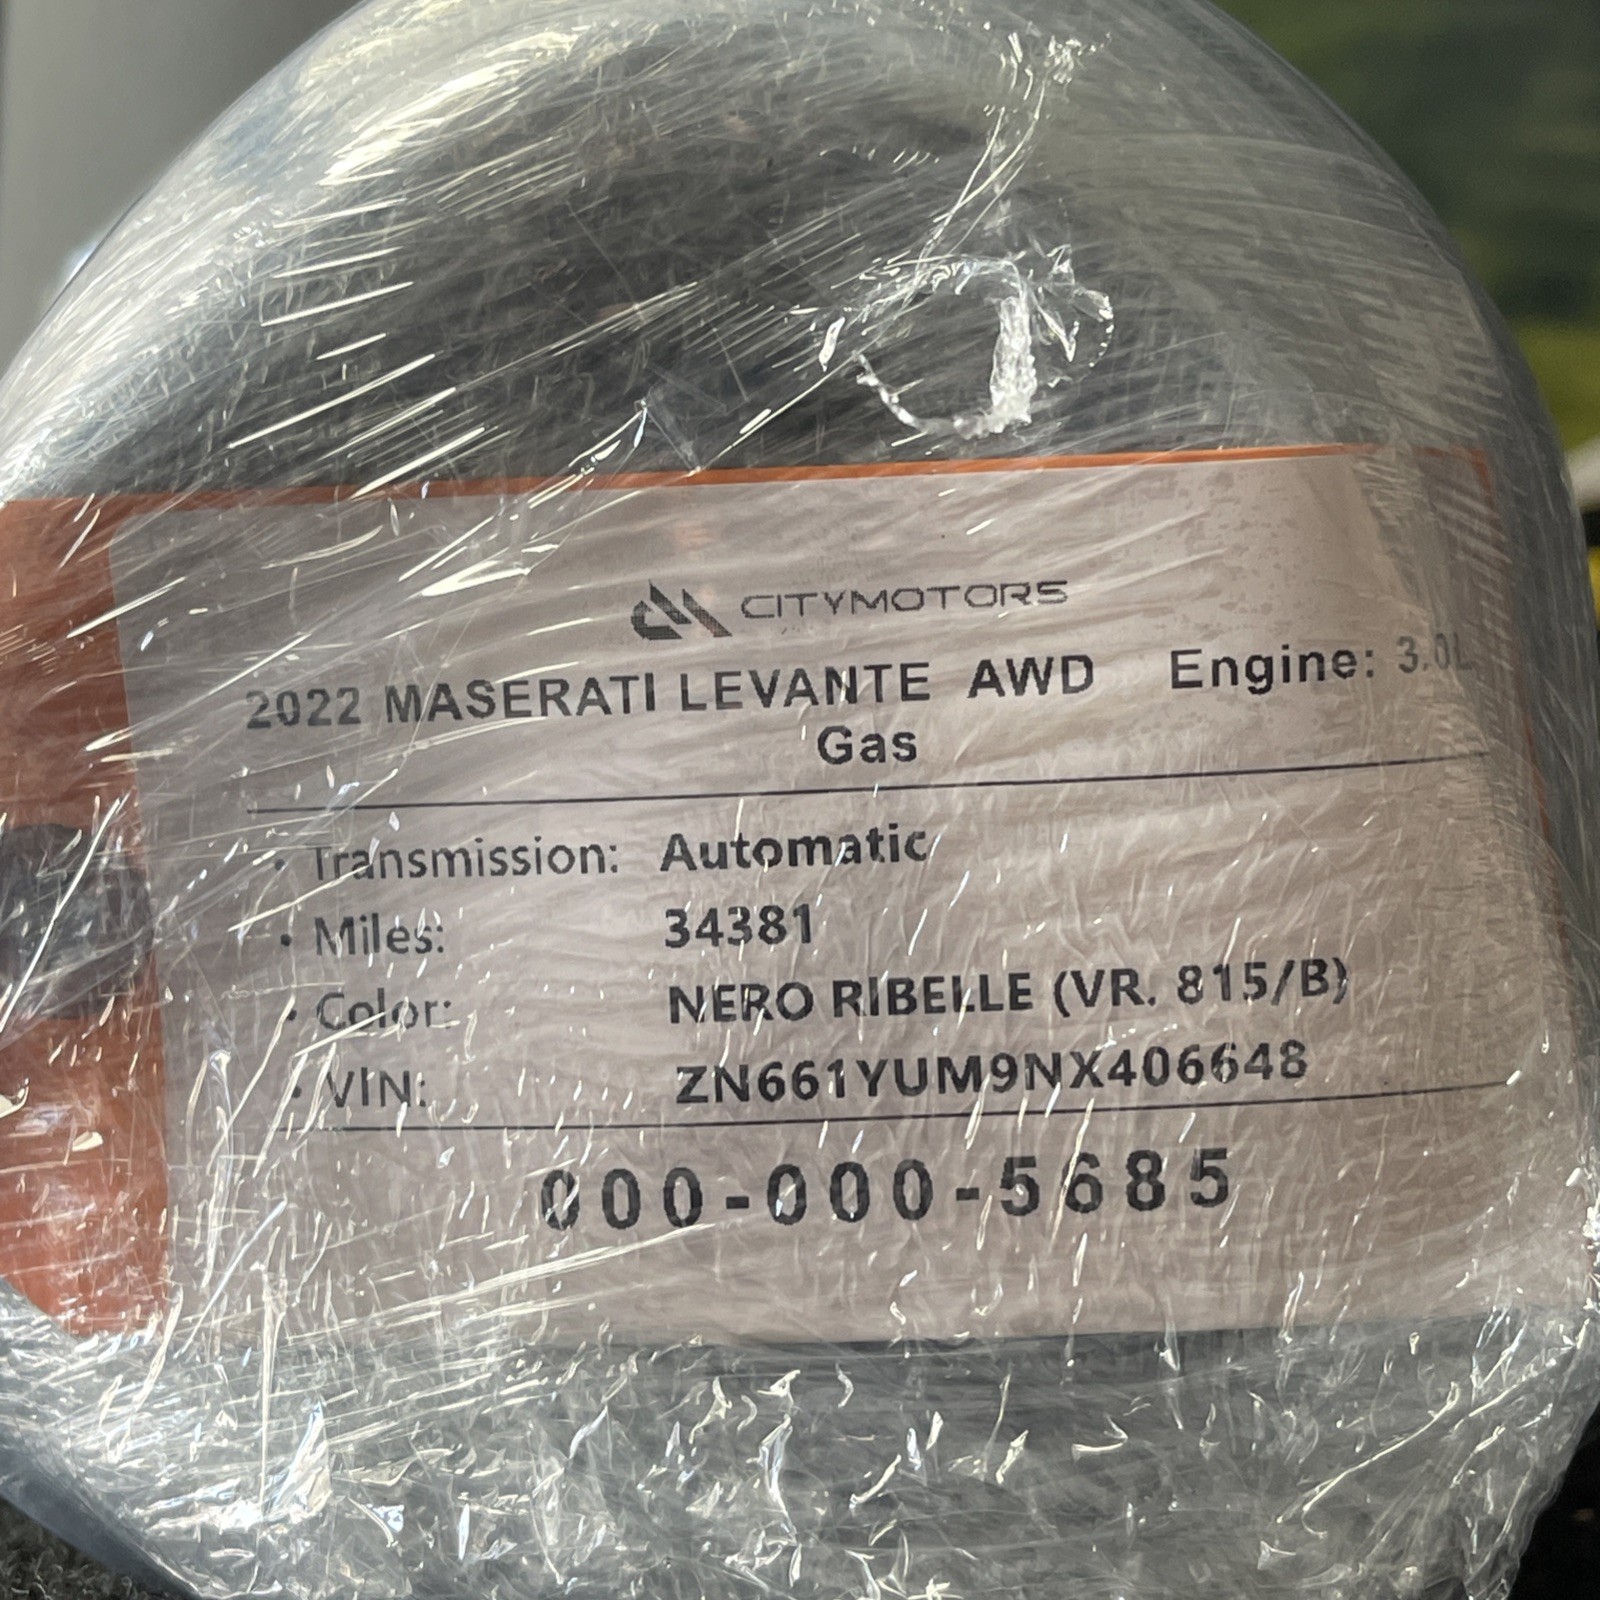 CITYMOTORS
2022 MASERATI LEVANTE AWD Engine: 3.0L
Gas
• Transmission: Automatic
• Miles: 34381
• Color: NERO RIBELLE (VR. 815/B)
• VIN: ZN661YUM9NX406648
000-000-5685